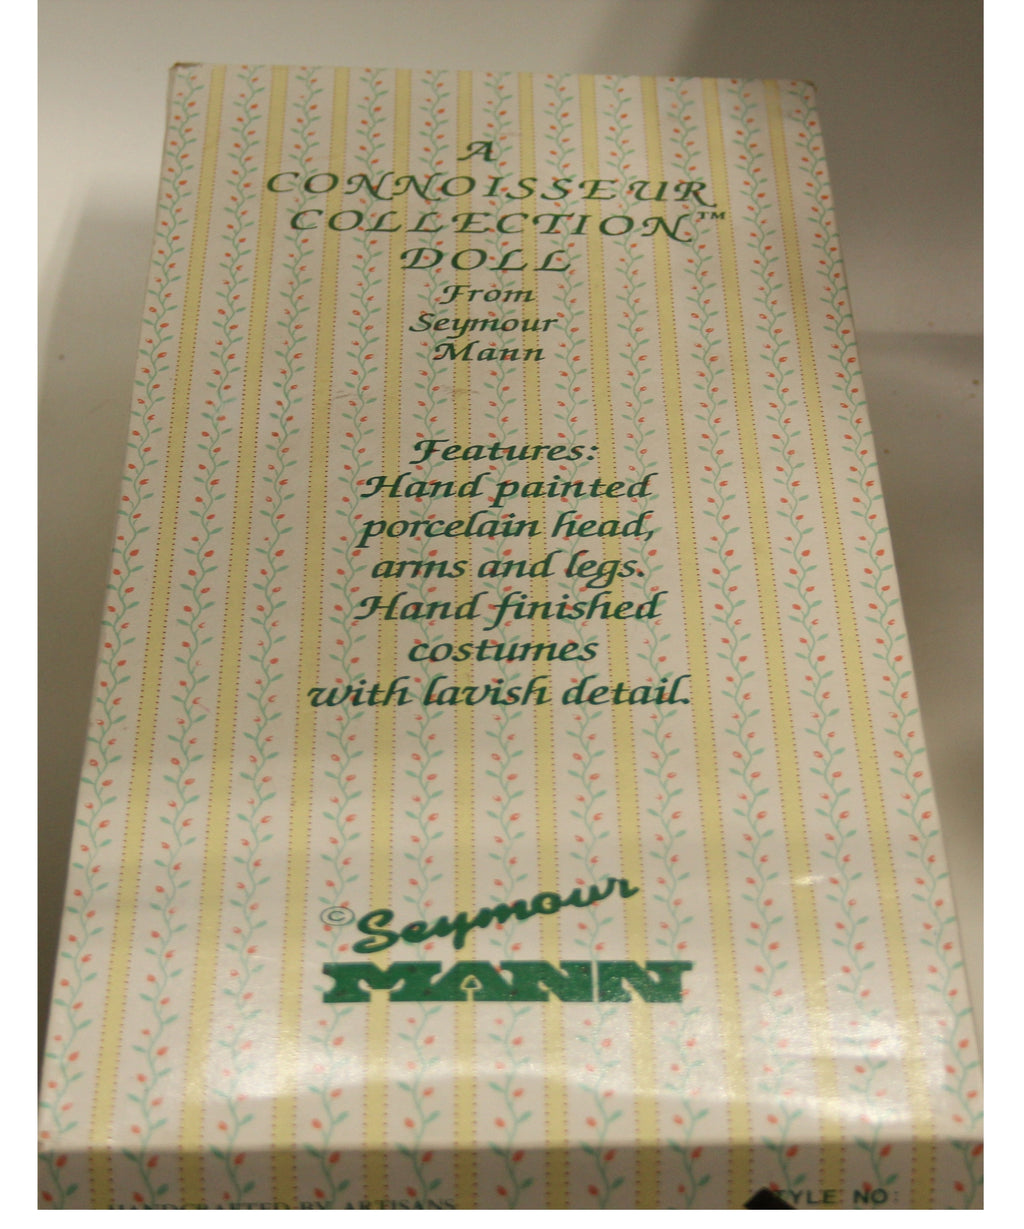 A
CONNOISSEUR
COLLECTION™
DOLL
From
Seymour
Mann
Features:
Hand painted
porcelain head,
arms and legs.
Hand finished
costumes
with lavish detail.
© Seymour
MANN
HANDCRAFTED BY ARTISANS
STYLE NO: